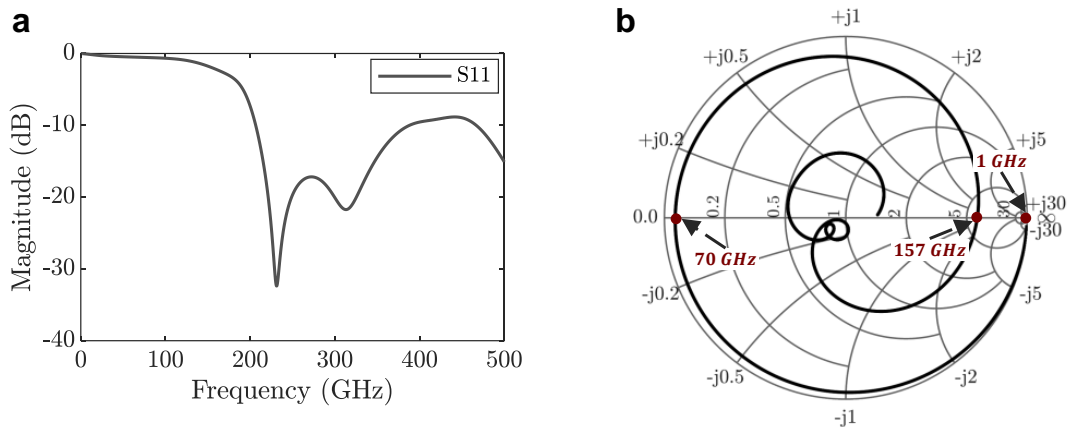 a
0
-10
-20
-30
-40
0
100
200
300
400
500
Magnitude (dB)
Frequency (GHz)
S11
b
+j1
+j0.5
+j2
+j0.2
+j5
1 GHz
+j30
0.0
0.2
0.5
1
2
5
30
∞
-j30
70 GHz
157 GHz
-j0.2
-j5
-j0.5
-j2
-j1